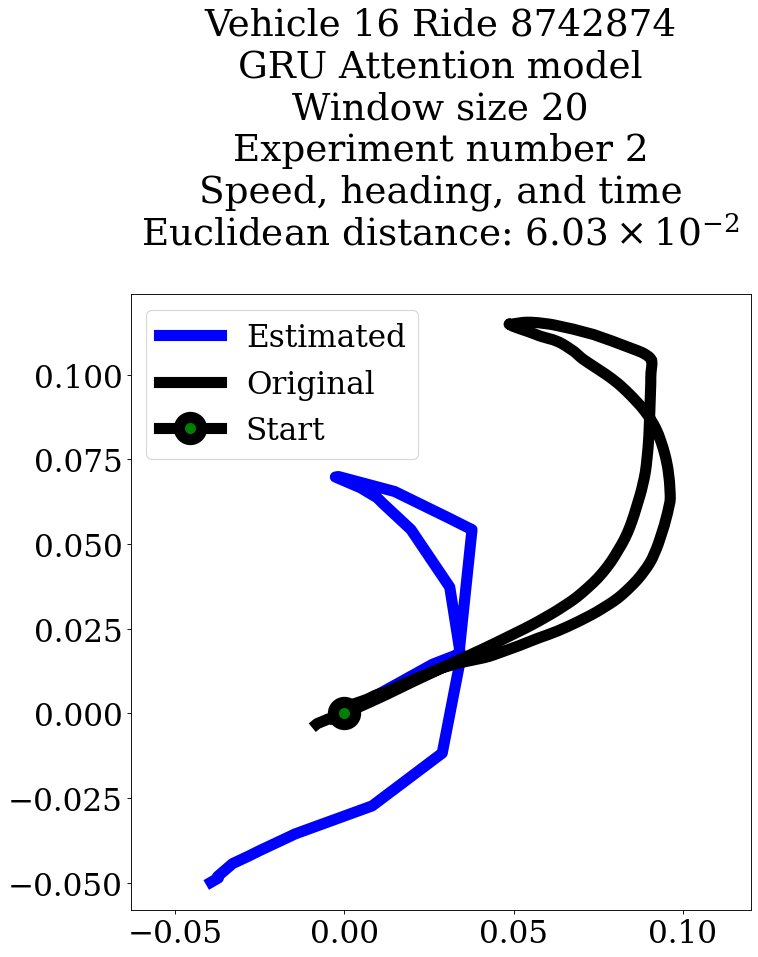 Vehicle 16 Ride 8742874
GRU Attention model
Window size 20
Experiment number 2
Speed, heading, and time
Euclidean distance: 6.03 × 10⁻²
Estimated
Original
Start
0.100
0.075
0.050
0.025
0.000
−0.025
−0.050
−0.05 0.00 0.05 0.10